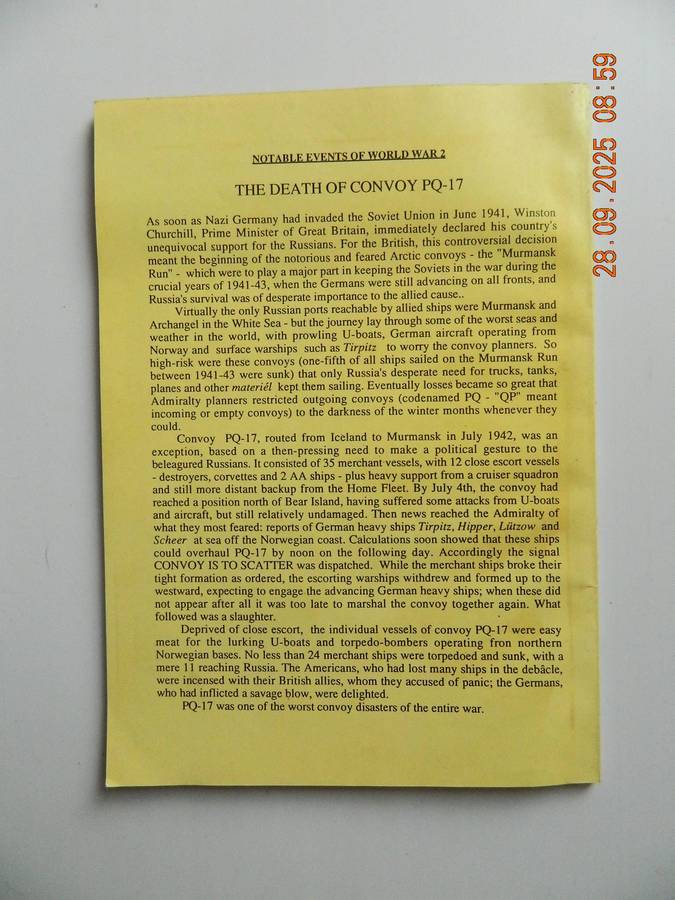 NOTABLE EVENTS OF WORLD WAR 2
THE DEATH OF CONVOY PQ-17
As soon as Nazi Germany had invaded the Soviet Union in June 1941, Winston
Churchill, Prime Minister of Great Britain, immediately declared his country's
unequivocal support for the Russians. For the British, this controversial decision
meant the beginning of the notorious and feared Arctic convoys - the "Murmansk
Run" - which were to play a major part in keeping the Soviets in the war during the
crucial years of 1941-43, when the Germans were still advancing on all fronts, and
Russia's survival was of desperate importance to the allied cause..
Virtually the only Russian ports reachable by allied ships were Murmansk and
Archangel in the White Sea - but the journey lay through some of the worst seas and
weather in the world, with prowling U-boats, German aircraft operating from
Norway and surface warships such as Tirpitz to worry the convoy planners. So
high-risk were these convoys (one-fifth of all ships sailed on the Murmansk Run
between 1941-43 were sunk) that only Russia's desperate need for trucks, tanks,
planes and other materiél kept them sailing. Eventually losses became so great that
Admiralty planners restricted outgoing convoys (codenamed PQ - "QP" meant
incoming or empty convoys) to the darkness of the winter months whenever they
could.
Convoy PQ-17, routed from Iceland to Murmansk in July 1942, was an
exception, based on a then-pressing need to make a political gesture to the
beleagured Russians. It consisted of 35 merchant vessels, with 12 close escort vessels
- destroyers, corvettes and 2 AA ships - plus heavy support from a cruiser squadron
and still more distant backup from the Home Fleet. By July 4th, the convoy had
reached a position north of Bear Island, having suffered some attacks from U-boats
and aircraft, but still relatively undamaged. Then news reached the Admiralty of
what they most feared: reports of German heavy ships Tirpitz, Hipper, Lützow and
Scheer at sea off the Norwegian coast. Calculations soon showed that these ships
could overhaul PQ-17 by noon on the following day. Accordingly the signal
CONVOY IS TO SCATTER was dispatched. While the merchant ships broke their
tight formation as ordered, the escorting warships withdrew and formed up to the
westward, expecting to engage the advancing German heavy ships; when these did
not appear after all it was too late to marshal the convoy together again. What
followed was a slaughter.
Deprived of close escort, the individual vessels of convoy PQ-17 were easy
meat for the lurking U-boats and torpedo-bombers operating fron northern
Norwegian bases. No less than 24 merchant ships were torpedoed and sunk, with a
mere 11 reaching Russia. The Americans, who had lost many ships in the debâcle,
were incensed with their British allies, whom they accused of panic; the Germans,
who had inflicted a savage blow, were delighted.
PQ-17 was one of the worst convoy disasters of the entire war.
28.09.2025 08:59